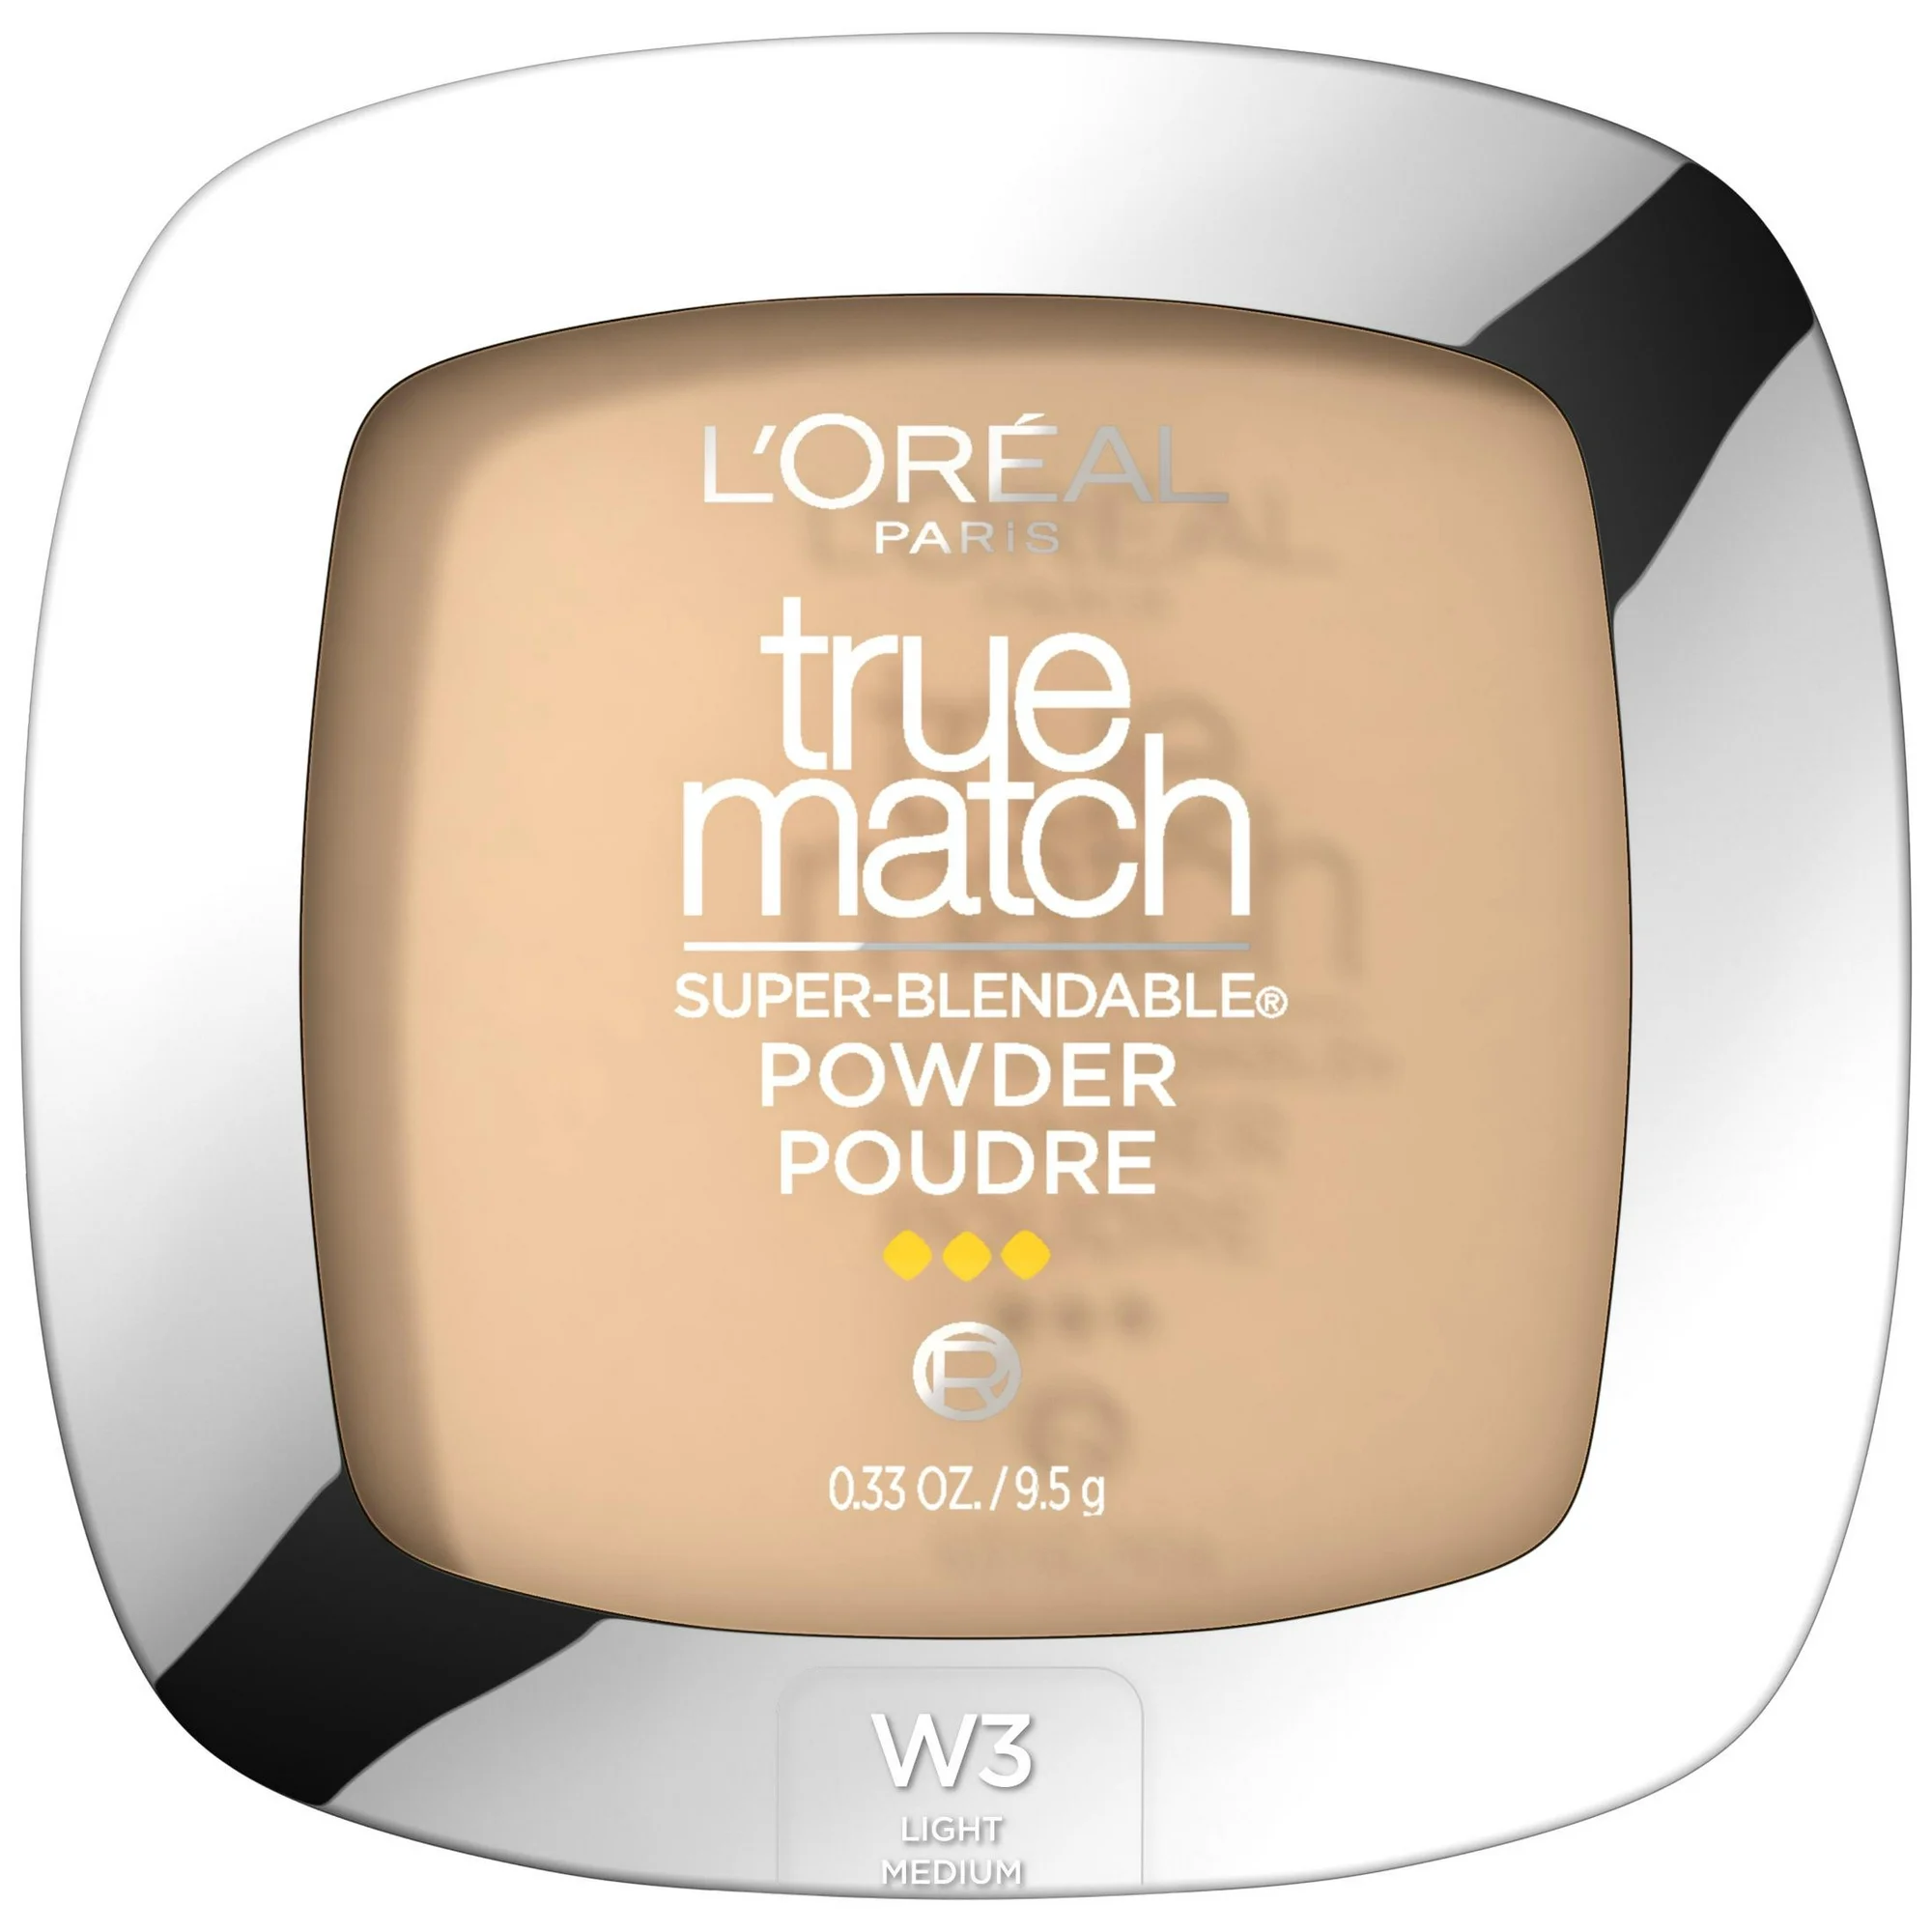 L'ORÉAL
PARiS
true
match
SUPER-BLENDABLE®
POWDER
POUDRE
R
0.33 OZ. / 9.5 g
W3
LIGHT
MEDIUM